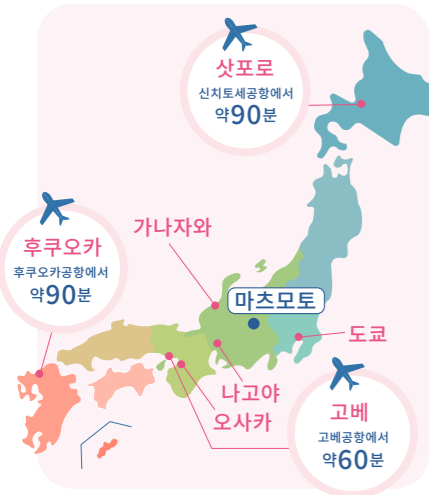 삿포로
신치토세공항에서
약90분
후쿠오카
후쿠오카공항에서
약90분
가나자와
마츠모토
도쿄
나고야
오사카
고베
고베공항에서
약60분